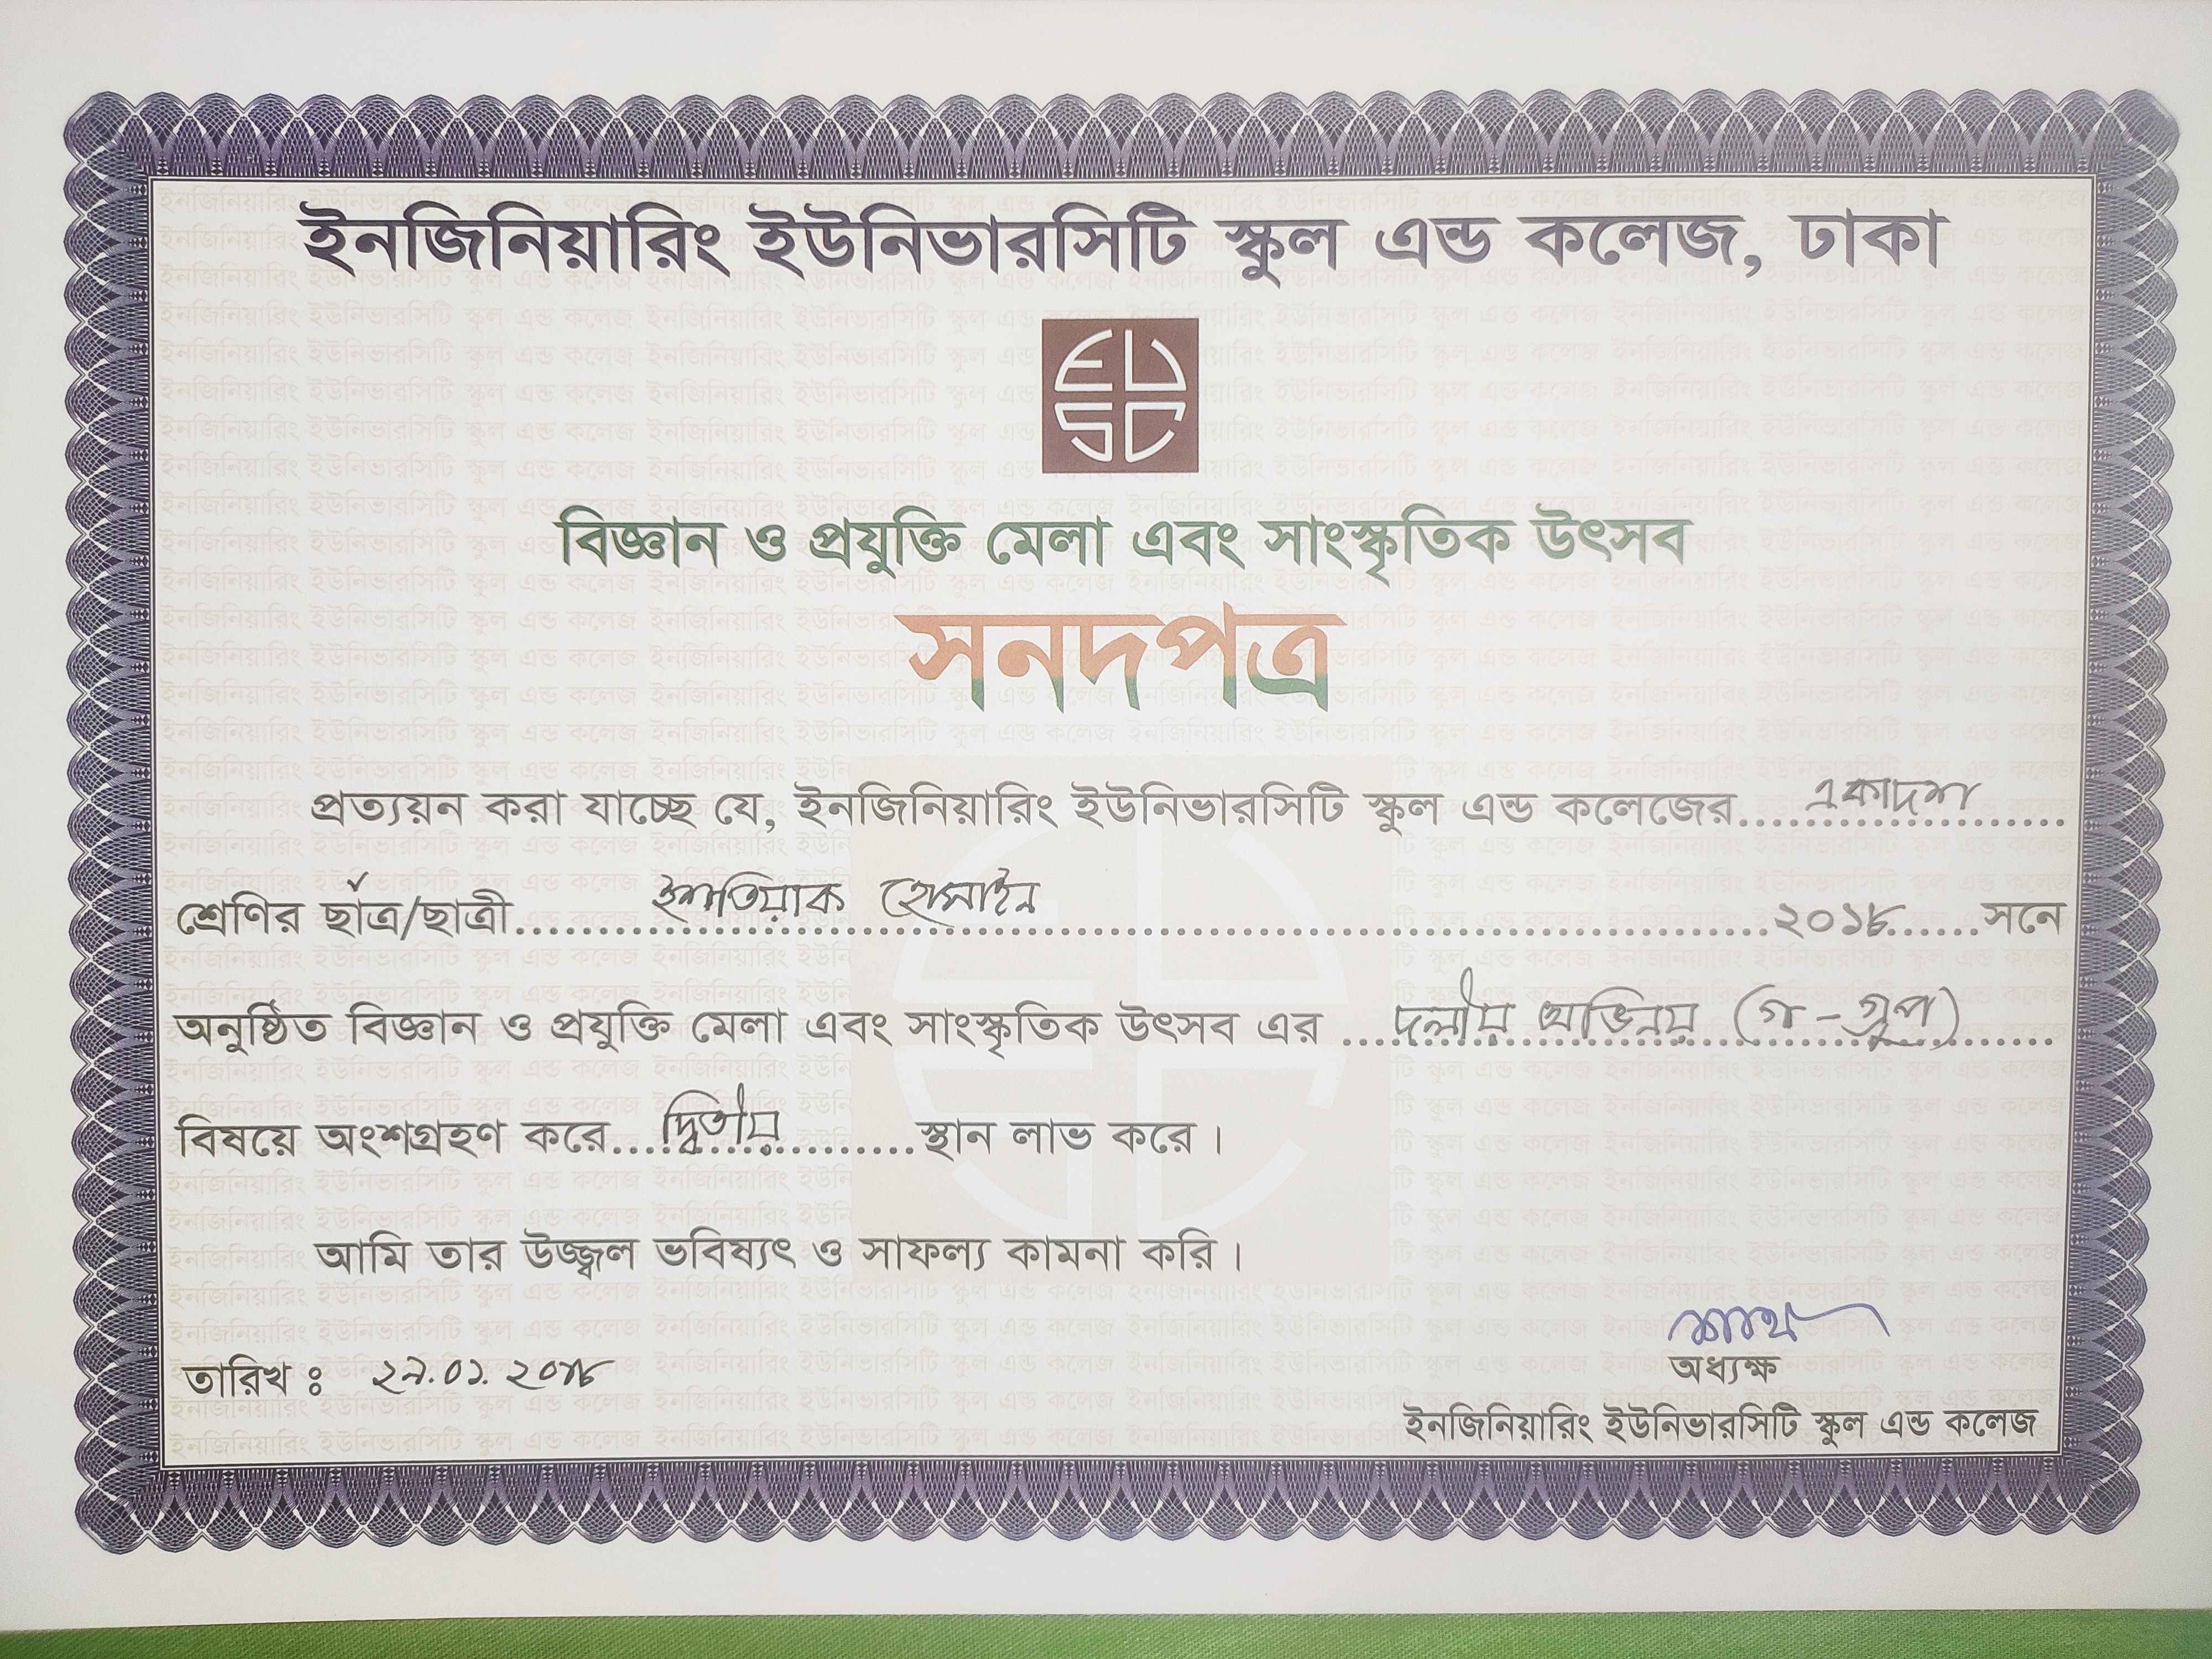 ইনজিনিয়ারিং ইউনিভারসিটি স্কুল এন্ড কলেজ, ঢাকা
EU
SC
বিজ্ঞান ও প্রযুক্তি মেলা এবং সাংস্কৃতিক উৎসব
সনদপত্র
প্রত্যয়ন করা যাচ্ছে যে, ইনজিনিয়ারিং ইউনিভারসিটি স্কুল এন্ড কলেজের একাদশ
শ্রেণির ছাত্র/ছাত্রী ইশতিয়াক হোসাইন ২০১৮ সনে
অনুষ্ঠিত বিজ্ঞান ও প্রযুক্তি মেলা এবং সাংস্কৃতিক উৎসব এর দলীয় অভিনয় (গ - গ্রুপ)
বিষয়ে অংশগ্রহণ করে দ্বিতীয় স্থান লাভ করে।
আমি তার উজ্জ্বল ভবিষ্যৎ ও সাফল্য কামনা করি।
তারিখ ঃ ২৭.০১.২০১৮
অধ্যক্ষ
ইনজিনিয়ারিং ইউনিভারসিটি স্কুল এন্ড কলেজ